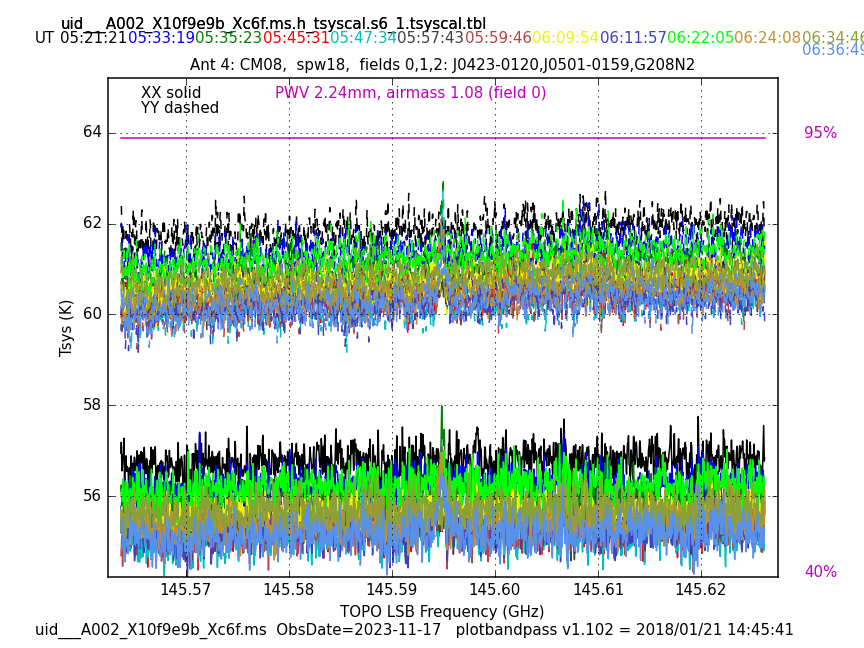 uid___A002_X10f9e9b_Xc6f.ms.h_tsyscal.s6_1.tsyscal.tbl
UT 05:21:21 05:33:19 05:35:23 05:45:31 05:47:34 05:57:43 05:59:46 06:09:54 06:11:57 06:22:05 06:24:08 06:34:46
06:36:49
Ant 4: CM08, spw18, fields 0,1,2: J0423-0120,J0501-0159,G208N2
XX solid PWV 2.24mm, airmass 1.08 (field 0)
YY dashed
64
95%
62
60
Tsys (K)
58
56
40%
145.57 145.58 145.59 145.60 145.61 145.62
TOPO LSB Frequency (GHz)
uid___A002_X10f9e9b_Xc6f.ms ObsDate=2023-11-17 plotbandpass v1.102 = 2018/01/21 14:45:41